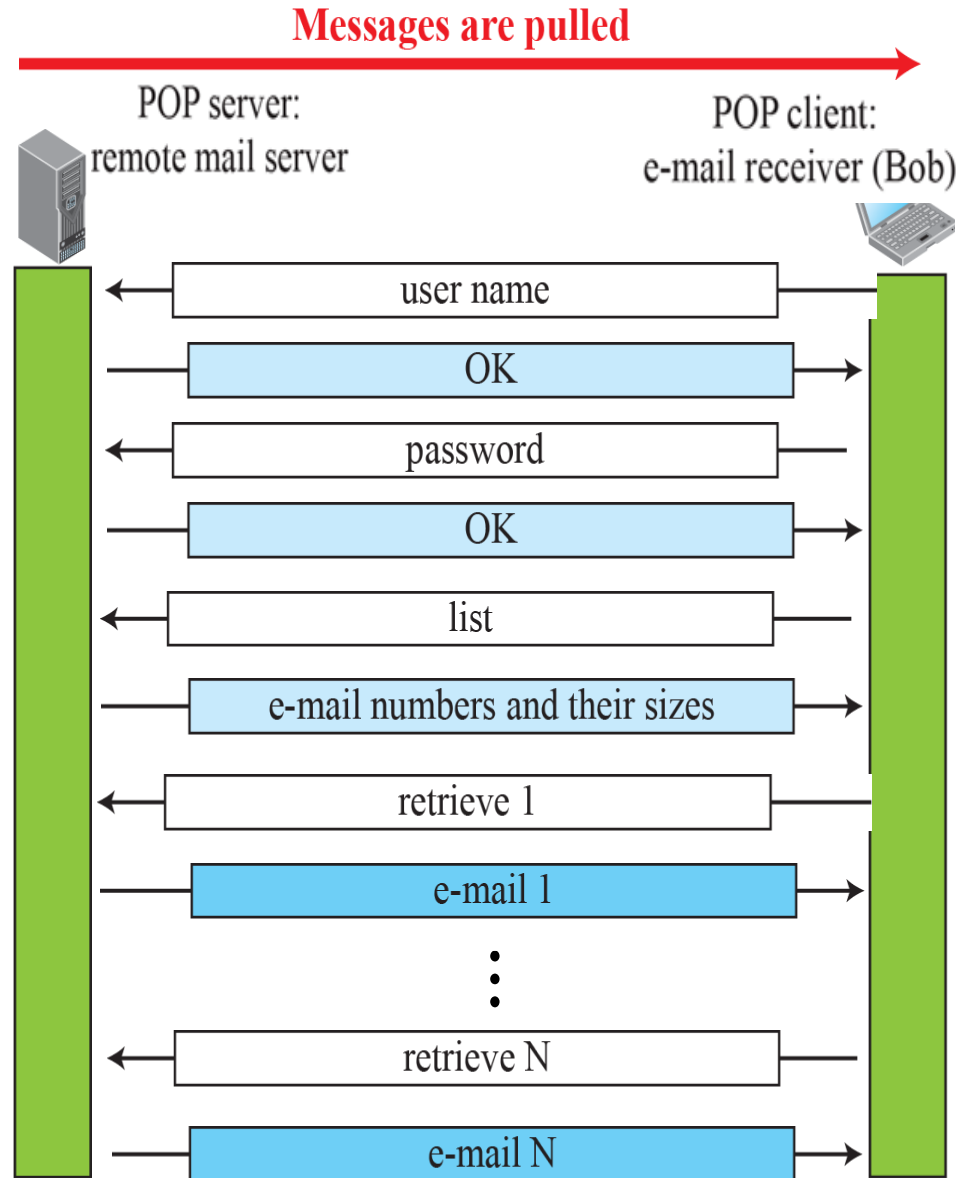 Messages are pulled
POP server:
remote mail server
POP client:
e-mail receiver (Bob)
user name
OK
password
OK
list
e-mail numbers and their sizes
retrieve 1
e-mail 1
retrieve N
e-mail N